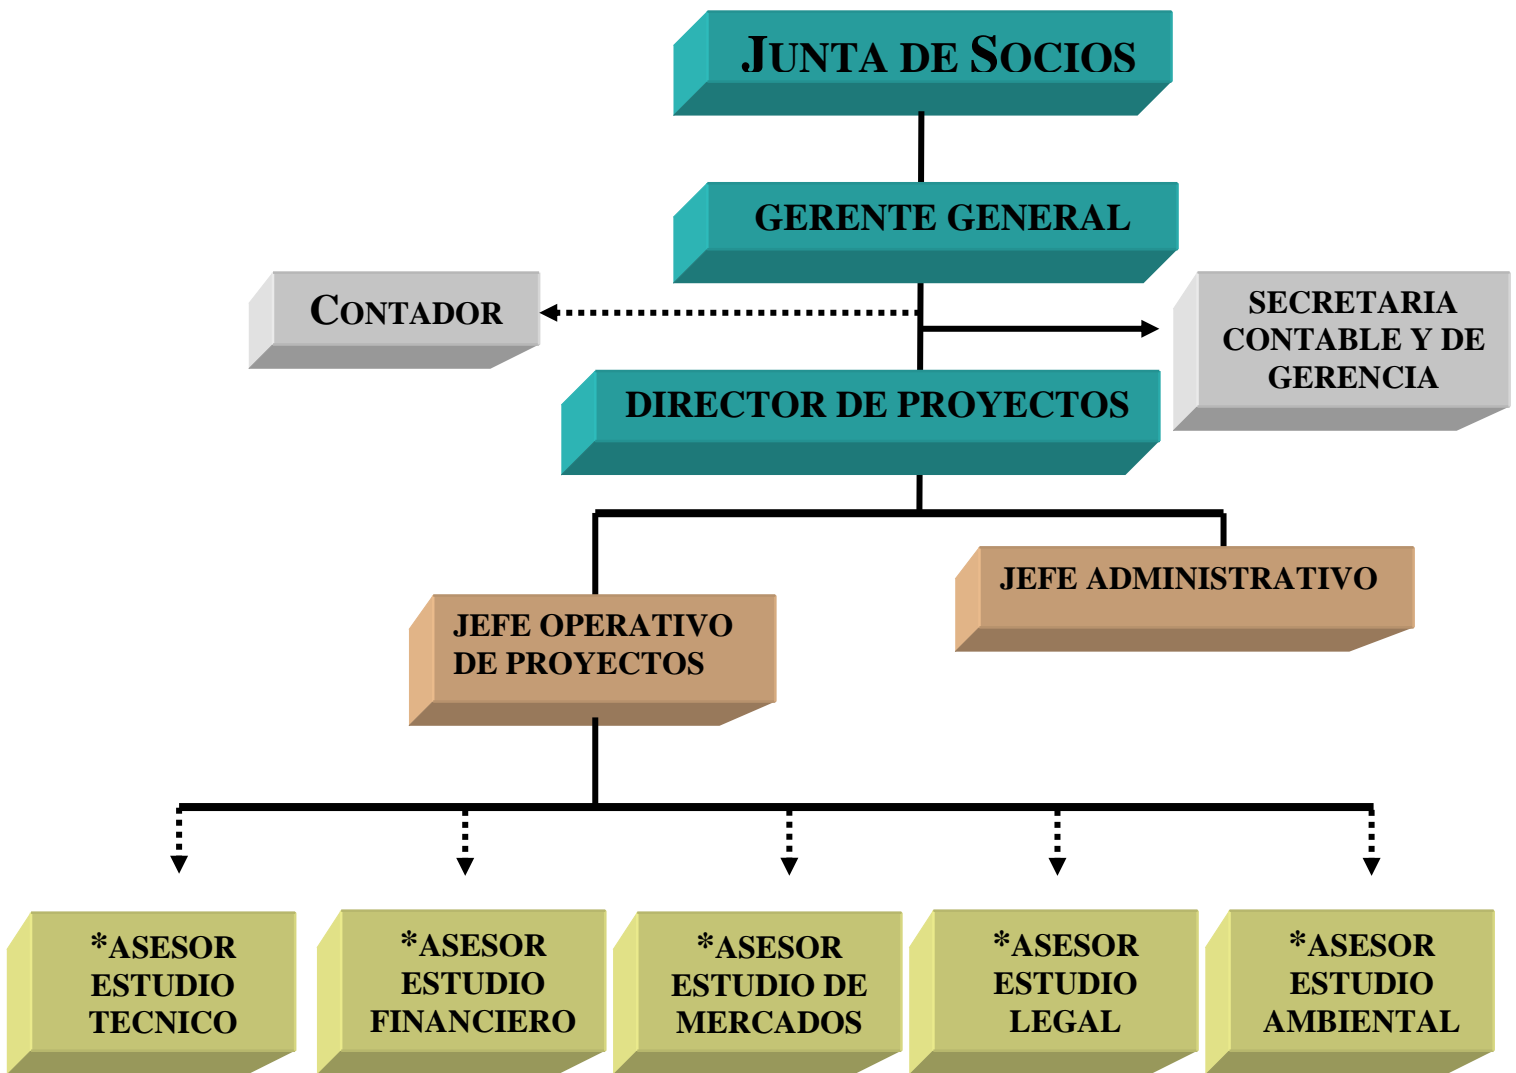 JUNTA DE SOCIOS
GERENTE GENERAL
CONTADOR
SECRETARIA
CONTABLE Y DE
GERENCIA
DIRECTOR DE PROYECTOS
JEFE ADMINISTRATIVO
JEFE OPERATIVO
DE PROYECTOS
*ASESOR
ESTUDIO
TECNICO
*ASESOR
ESTUDIO
FINANCIERO
*ASESOR
ESTUDIO DE
MERCADOS
*ASESOR
ESTUDIO
LEGAL
*ASESOR
ESTUDIO
AMBIENTAL